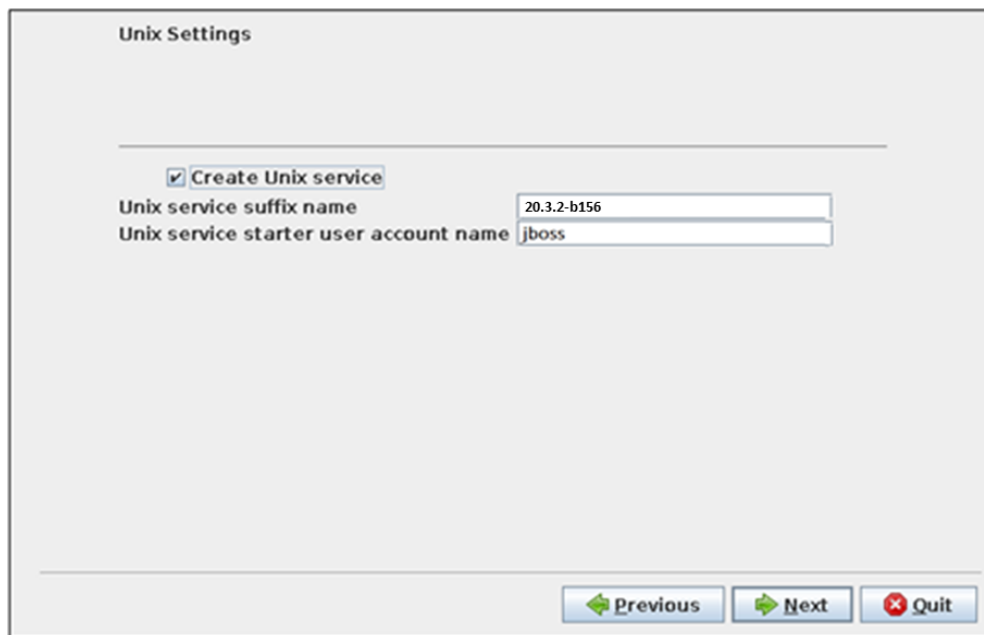 Unix Settings
Create Unix service
Unix service suffix name 20.3.2-b156
Unix service starter user account name jboss
Previous Next Quit